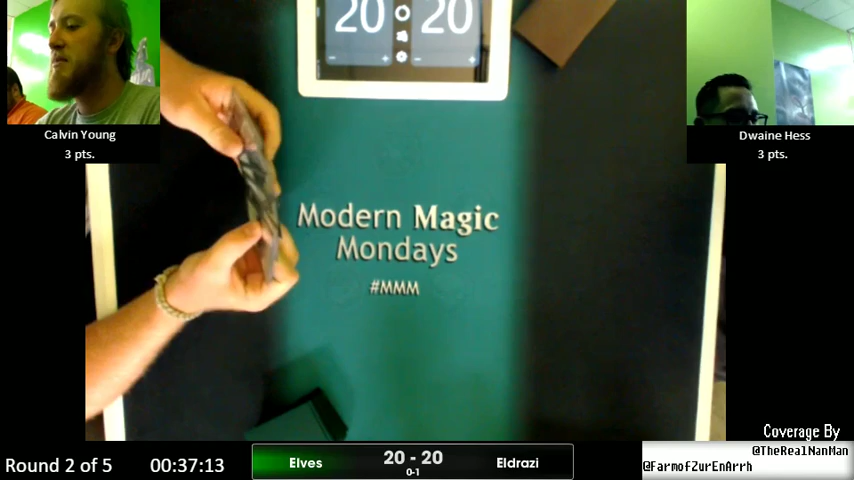 20 20
Calvin Young
3 pts.
Dwaine Hess
3 pts.
Modern Magic
Mondays
#MMM
Coverage By
@TheRealNanMan
@FarmofZurEnArrh
Round 2 of 5
00:37:13
Elves
20 - 20
0-1
Eldrazi